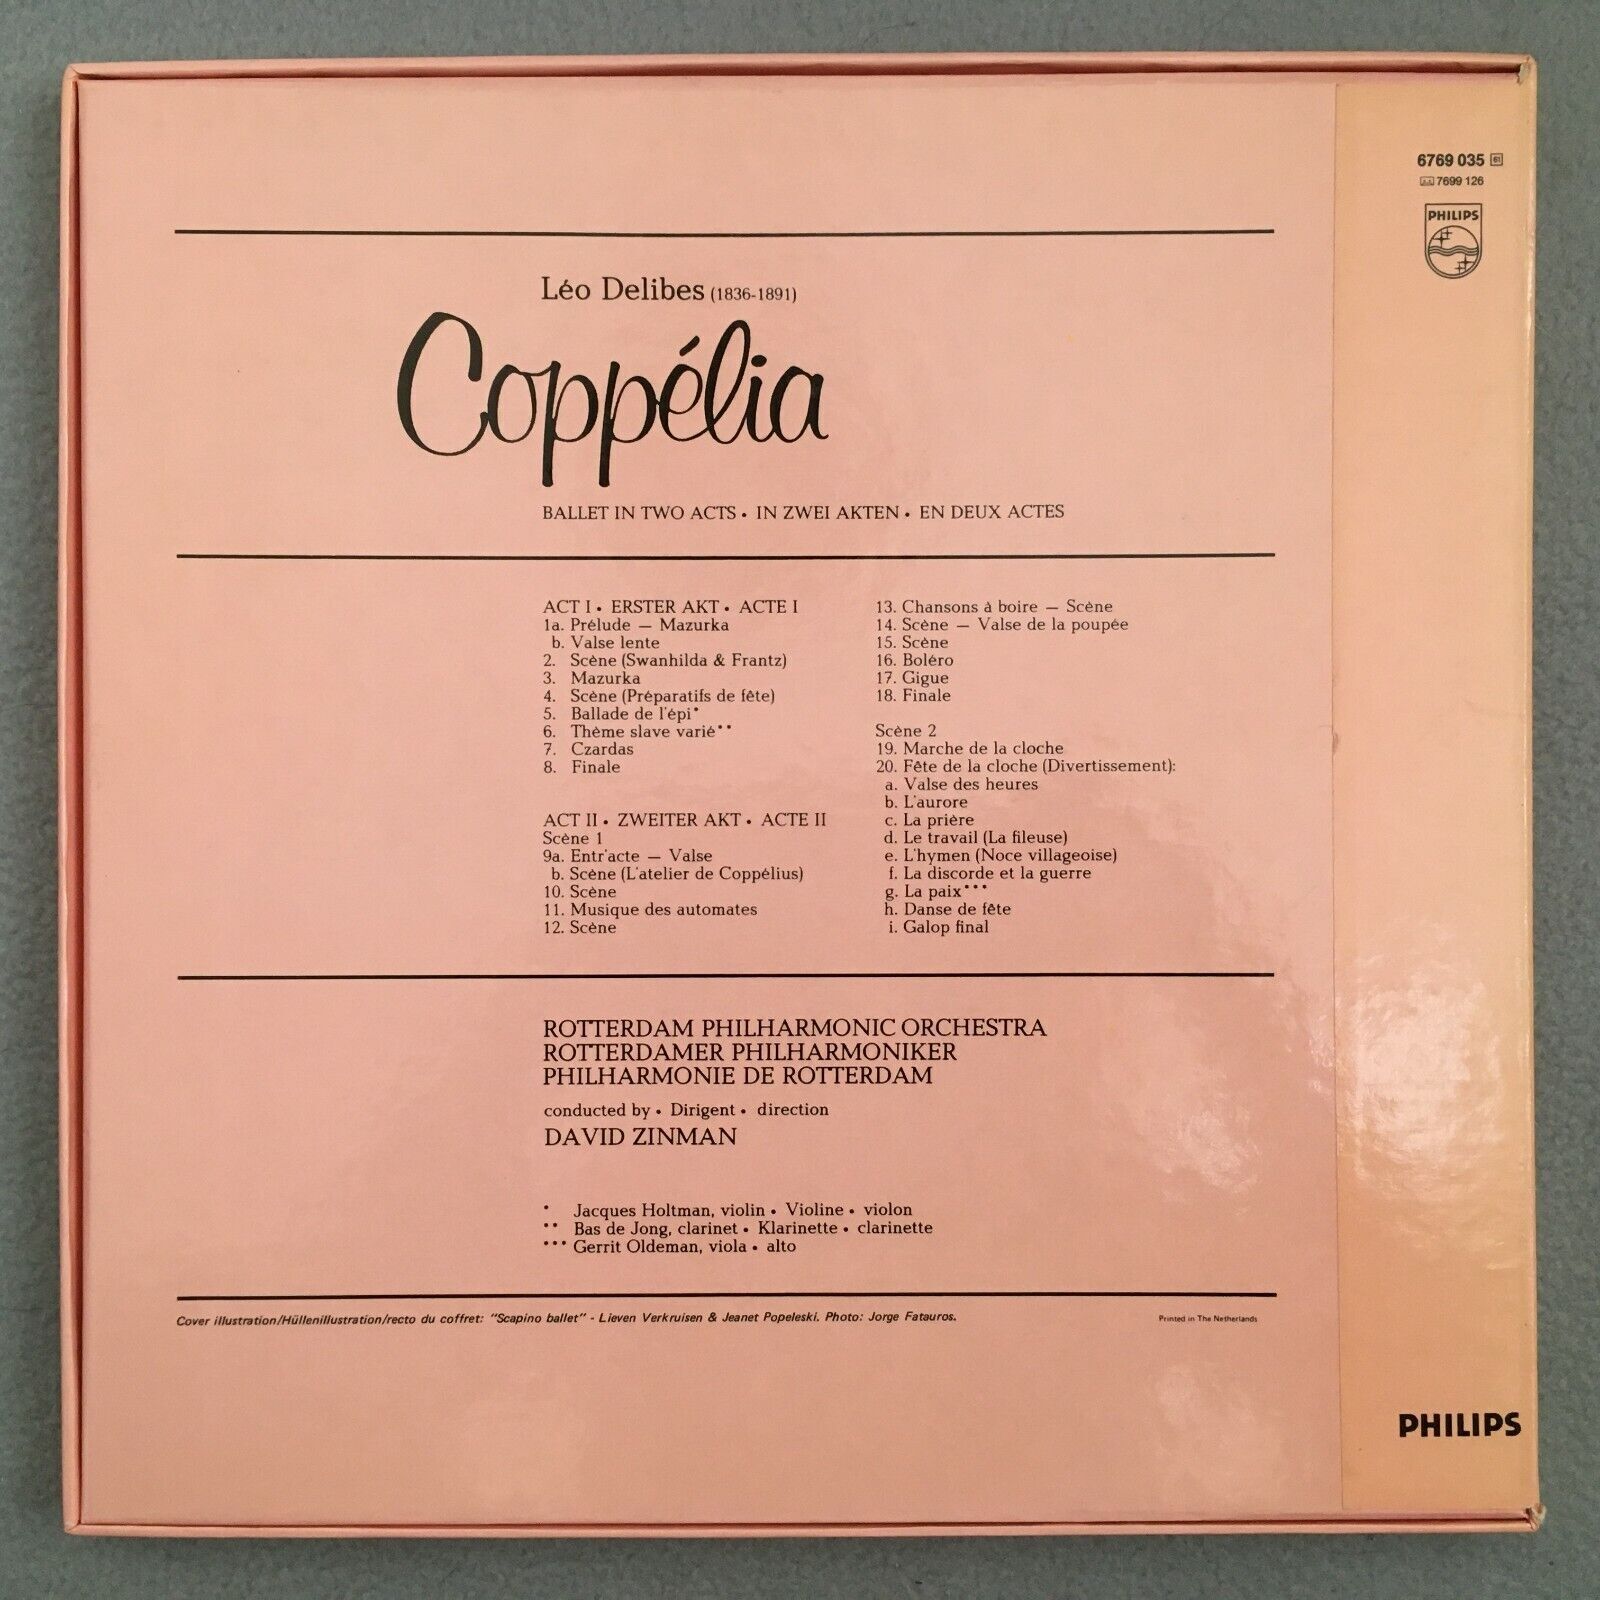 6769 035 61
7699 126
PHILIPS
Léo Delibes (1836-1891)
Coppélia
BALLET IN TWO ACTS • IN ZWEI AKTEN • EN DEUX ACTES
ACT I • ERSTER AKT • ACTE I
1a. Prélude — Mazurka
b. Valse lente
2. Scène (Swanhilda & Frantz)
3. Mazurka
4. Scène (Préparatifs de fête)
5. Ballade de l'épi*
6. Thème slave varié**
7. Czardas
8. Finale
ACT II • ZWEITER AKT • ACTE II
Scène 1
9a. Entr'acte — Valse
b. Scène (L'atelier de Coppélius)
10. Scène
11. Musique des automates
12. Scène
13. Chansons à boire — Scène
14. Scène — Valse de la poupée
15. Scène
16. Boléro
17. Gigue
18. Finale
Scène 2
19. Marche de la cloche
20. Fête de la cloche (Divertissement):
a. Valse des heures
b. L'aurore
c. La prière
d. Le travail (La fileuse)
e. L'hymen (Noce villageoise)
f. La discorde et la guerre
g. La paix***
h. Danse de fête
i. Galop final
ROTTERDAM PHILHARMONIC ORCHESTRA
ROTTERDAMER PHILHARMONIKER
PHILHARMONIE DE ROTTERDAM
conducted by • Dirigent • direction
DAVID ZINMAN
* Jacques Holtman, violin • Violine • violon
** Bas de Jong, clarinet • Klarinette • clarinette
*** Gerrit Oldeman, viola • alto
Cover illustration/Hüllenillustration/recto du coffret: "Scapino ballet" - Lieven Verkruisen & Jeanet Popeleski. Photo: Jorge Fatauros.
Printed in The Netherlands
PHILIPS